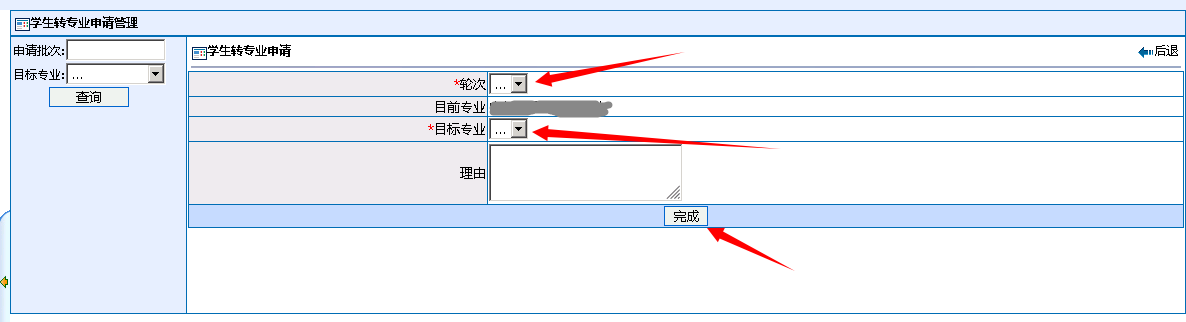 学生转专业申请管理
申请批次:
目标专业: ...
查询
学生转专业申请
后退
*轮次 ...
目前专业
*目标专业 ...
理由
完成